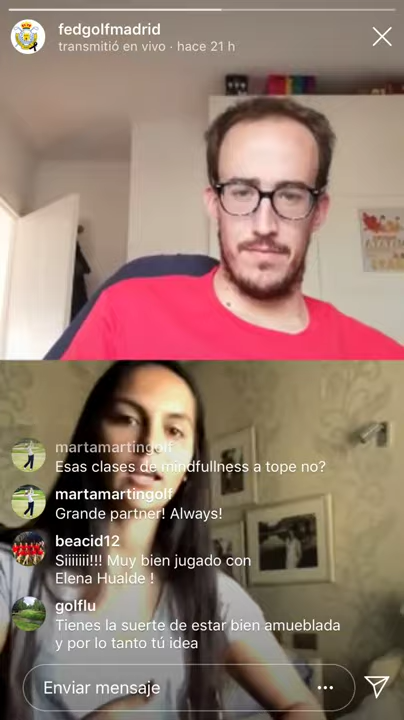 fedgolfmadrid
transmitió en vivo · hace 21 h
martamartingolf
Esas clases de mindfullness a tope no?
martamartingolf
Grande partner! Always!
beacid12
Siiiiiii!!! Muy bien jugado con
Elena Hualde !
golflu
Tienes la suerte de estar bien amueblada
y por lo tanto tú idea
Enviar mensaje